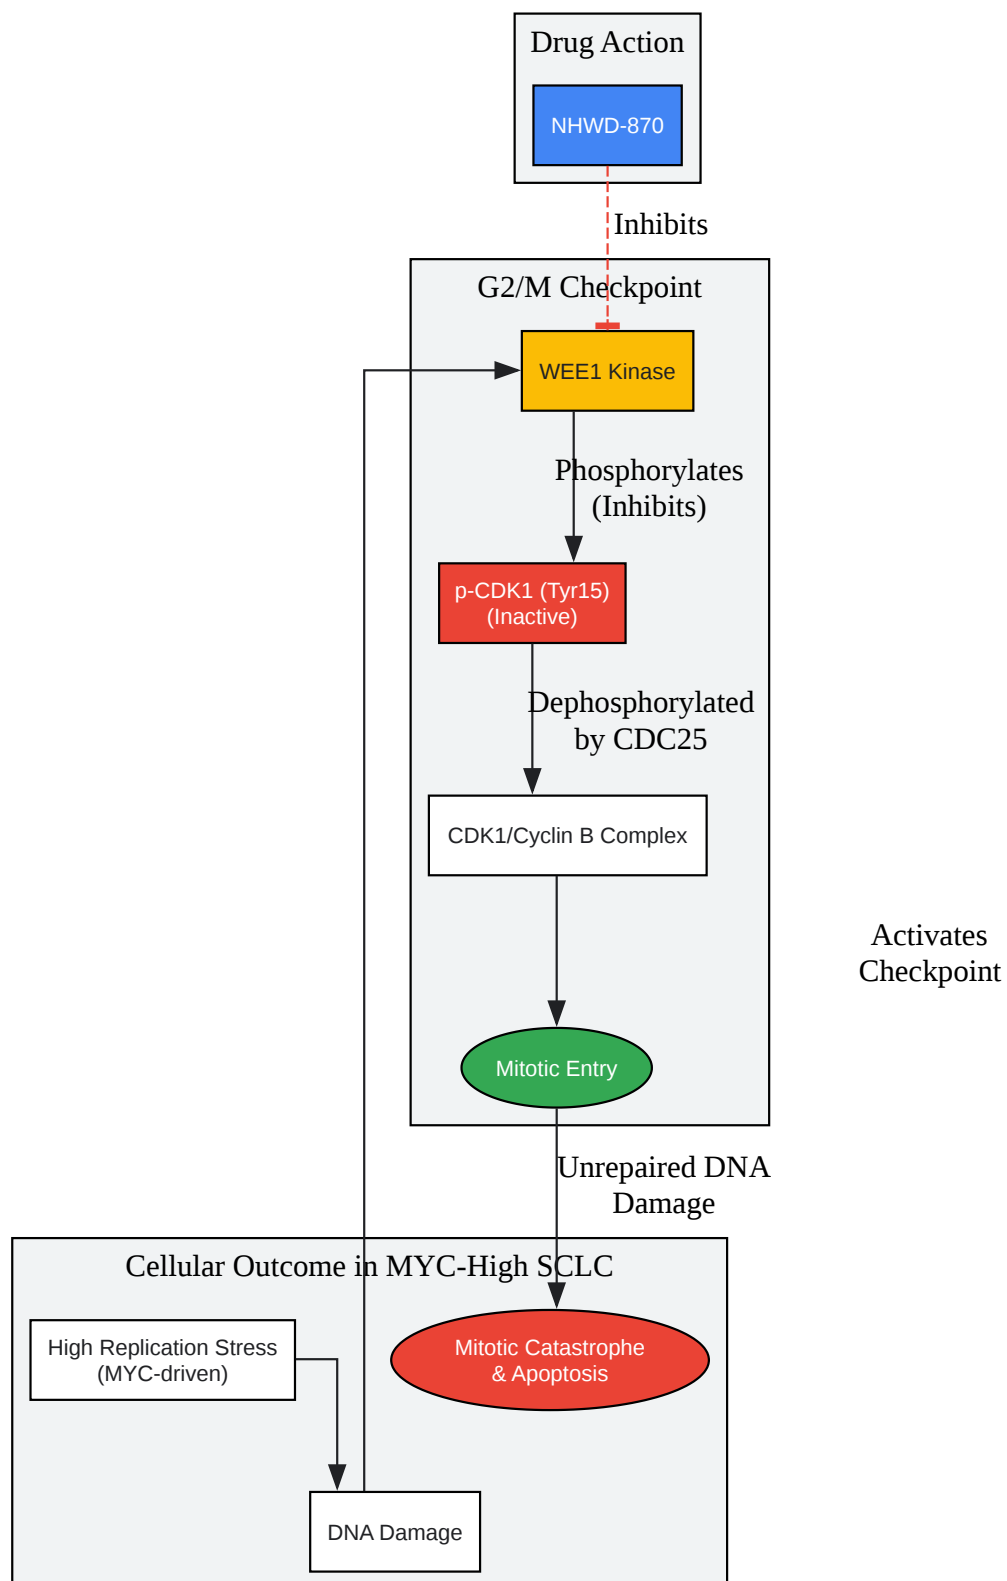 Drug Action
NHWD-870
Inhibits
G2/M Checkpoint
WEE1 Kinase
Phosphorylates
(Inhibits)
p-CDK1 (Tyr15)
(Inactive)
Dephosphorylated
by CDC25
CDK1/Cyclin B Complex
Activates
Checkpoint
Mitotic Entry
Unrepaired DNA
Damage
Cellular Outcome in MYC-High SCLC
High Replication Stress
(MYC-driven)
Mitotic Catastrophe
& Apoptosis
DNA Damage